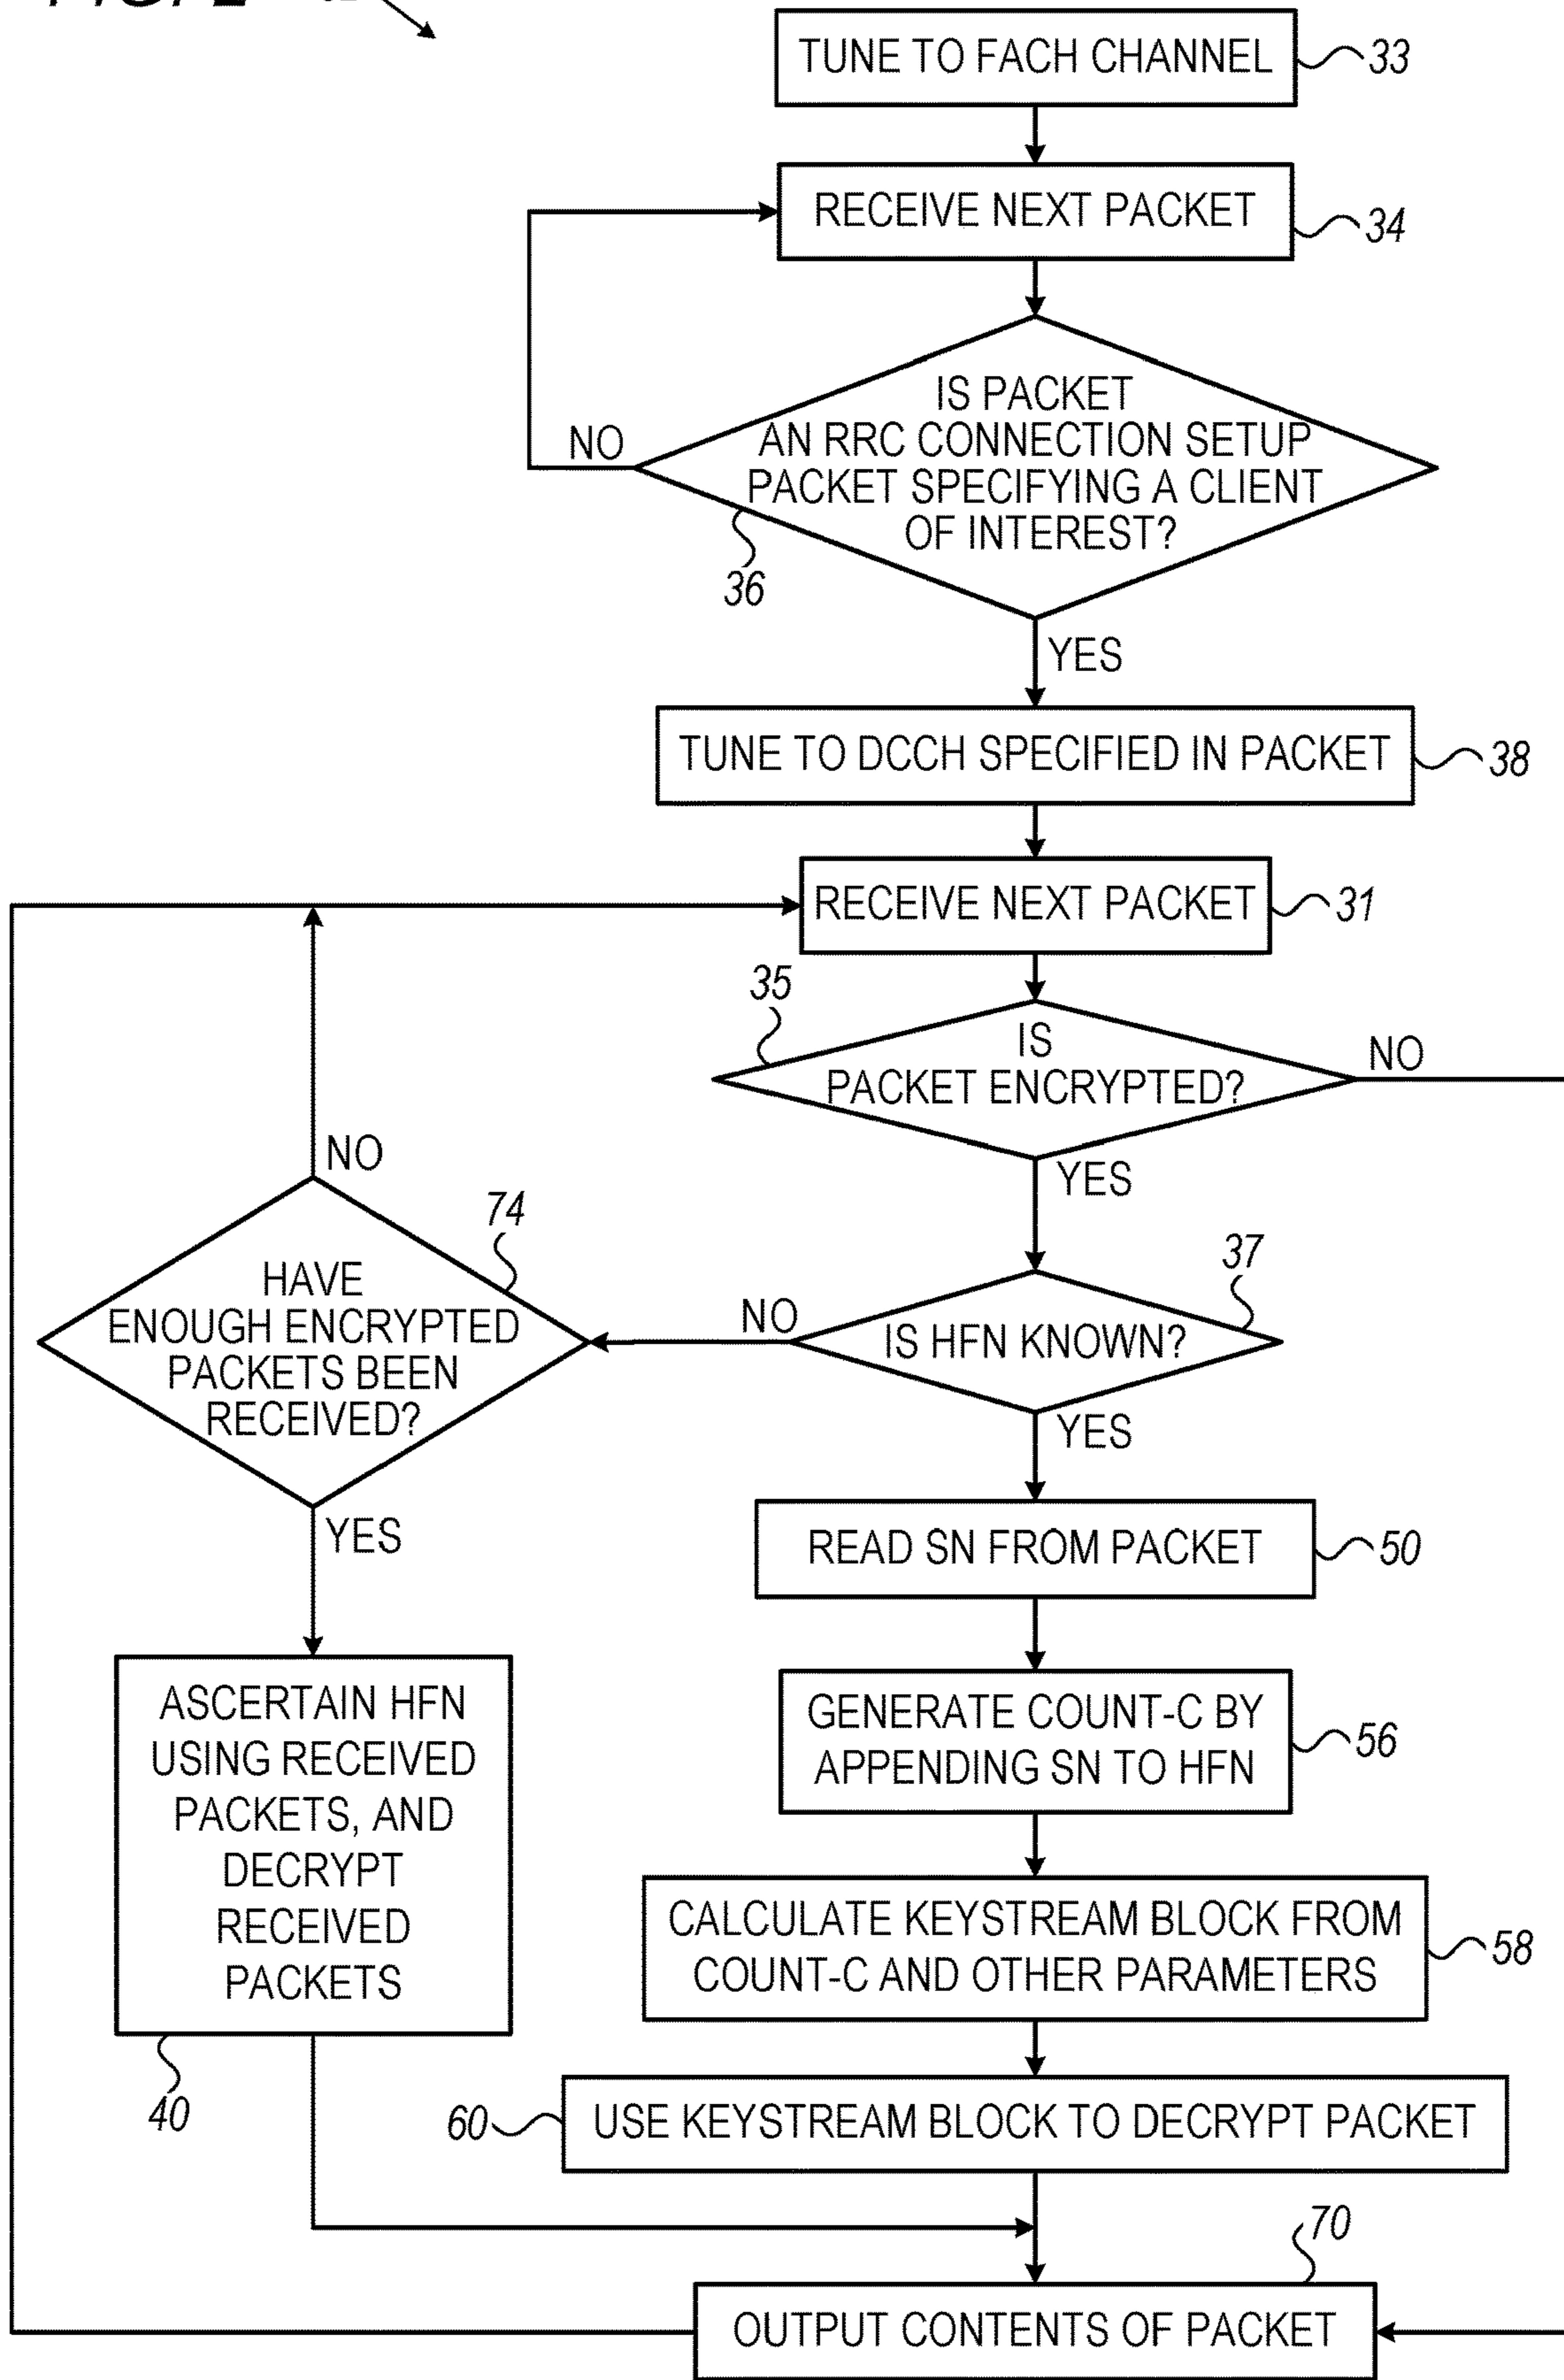 TUNE TO FACH CHANNEL
33
RECEIVE NEXT PACKET
34
IS PACKET
AN RRC CONNECTION SETUP
PACKET SPECIFYING A CLIENT
OF INTEREST?
NO
36
YES
TUNE TO DCCH SPECIFIED IN PACKET
38
RECEIVE NEXT PACKET
31
35
IS
PACKET ENCRYPTED?
NO
YES
NO
74
HAVE
ENOUGH ENCRYPTED
PACKETS BEEN
RECEIVED?
NO
37
IS HFN KNOWN?
YES
YES
READ SN FROM PACKET
50
ASCERTAIN HFN
USING RECEIVED
PACKETS, AND
DECRYPT
RECEIVED
PACKETS
40
GENERATE COUNT-C BY
APPENDING SN TO HFN
56
CALCULATE KEYSTREAM BLOCK FROM
COUNT-C AND OTHER PARAMETERS
58
60
USE KEYSTREAM BLOCK TO DECRYPT PACKET
70
OUTPUT CONTENTS OF PACKET